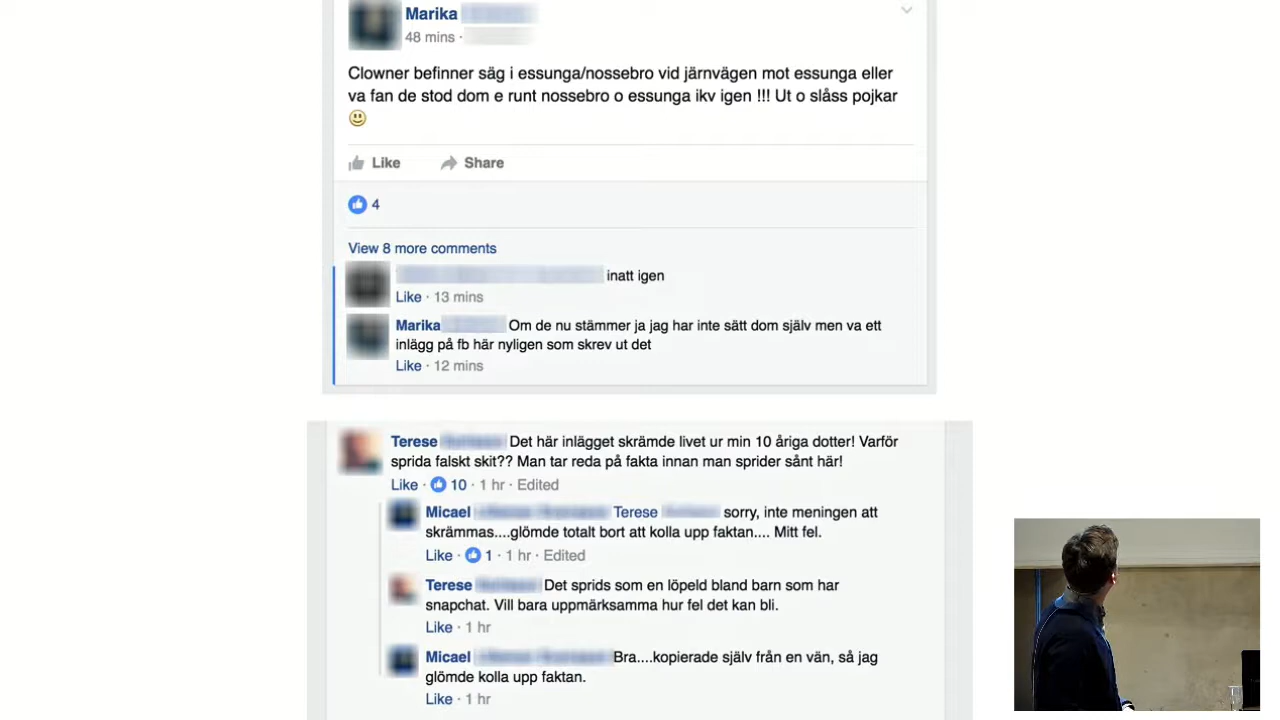 Marika
48 mins ·
Clowner befinner säg i essunga/nossebro vid järnvägen mot essunga eller
va fan de stod dom e runt nossebro o essunga ikv igen !!! Ut o slåss pojkar
Like Share
4
View 8 more comments
inatt igen
Like · 13 mins
Marika Om de nu stämmer ja jag har inte sätt dom själv men va ett
inlägg på fb här nyligen som skrev ut det
Like · 12 mins
Terese Det här inlägget skrämde livet ur min 10 åriga dotter! Varför
sprida falskt skit?? Man tar reda på fakta innan man sprider sånt här!
Like · 10 · 1 hr · Edited
Micael Terese sorry, inte meningen att
skrämmas....glömde totalt bort att kolla upp faktan.... Mitt fel.
Like · 1 · 1 hr · Edited
Terese Det sprids som en löpeld bland barn som har
snapchat. Vill bara uppmärksamma hur fel det kan bli.
Like · 1 hr
Micael Bra....kopierade själv från en vän, så jag
glömde kolla upp faktan.
Like · 1 hr